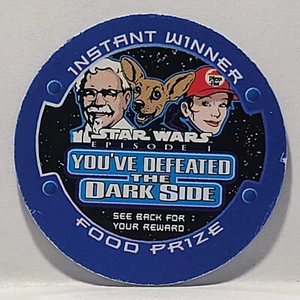 INSTANT WINNER
STAR WARS
EPISODE I
YOU'VE DEFEATED
THE
DARK SIDE
SEE BACK FOR
YOUR REWARD
FOOD PRIZE